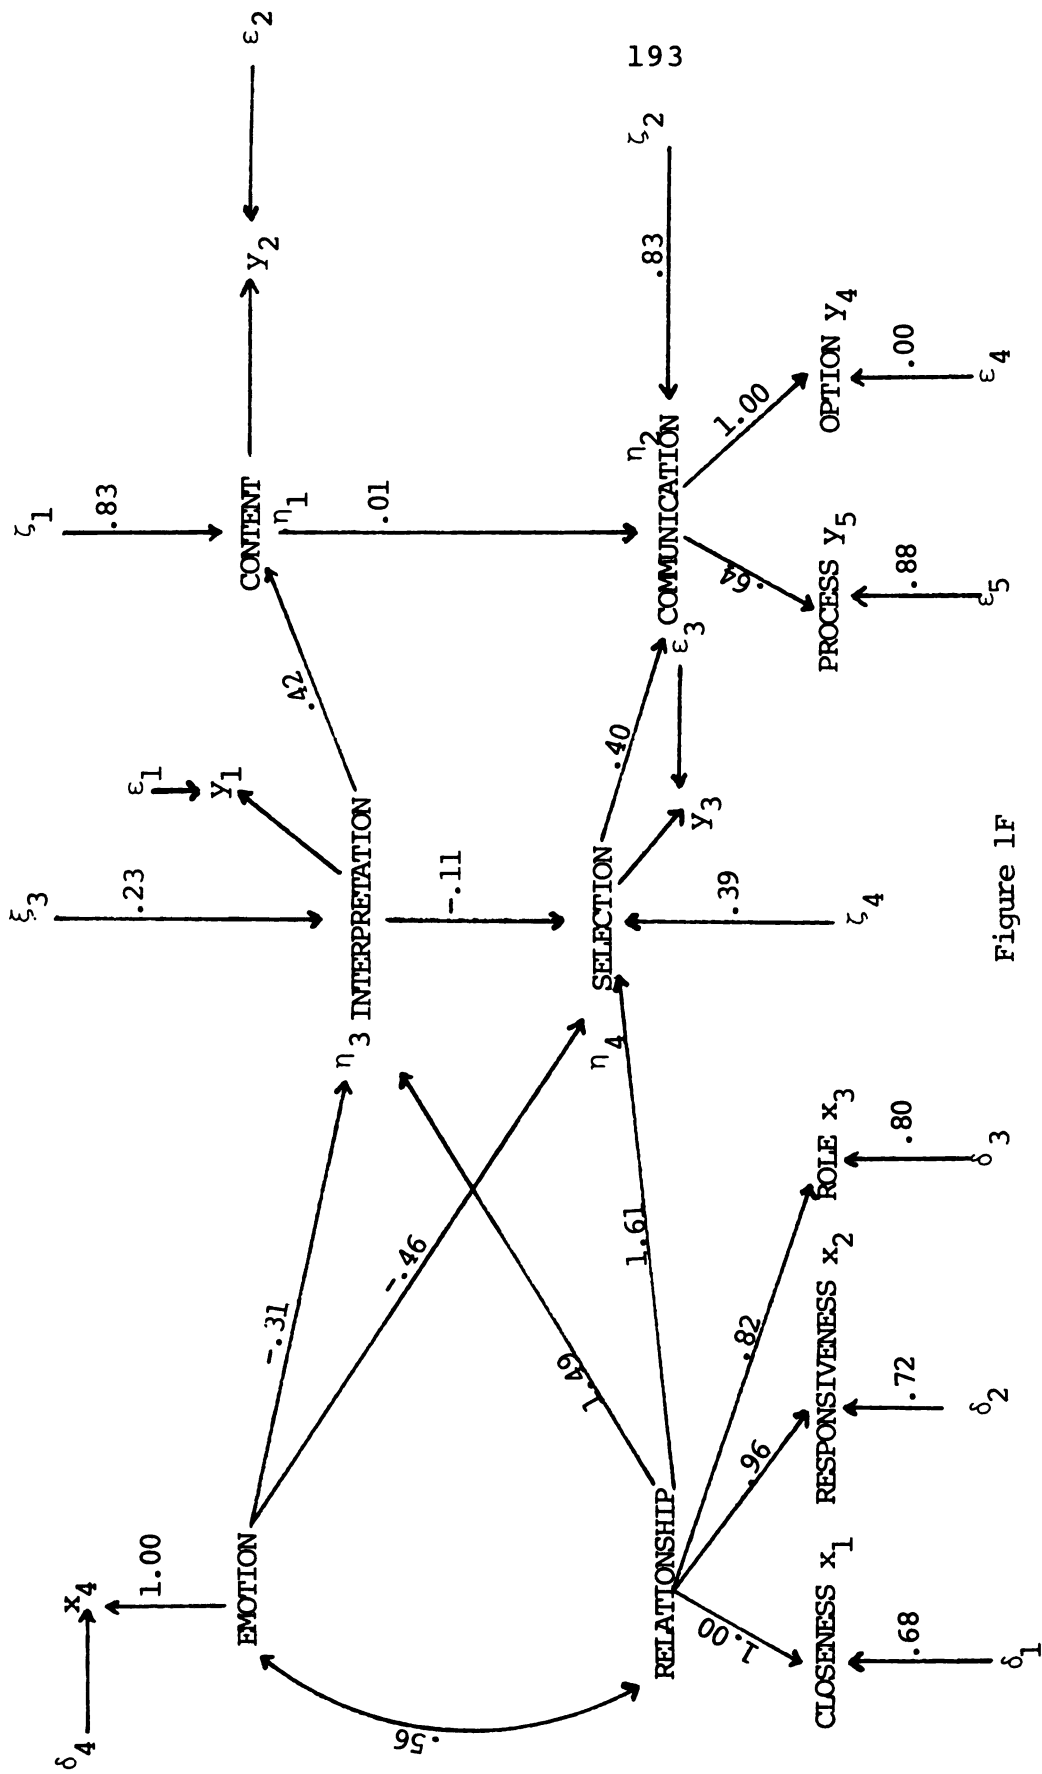 193
δ4
x4
1.00
EMOTION
-.31
-.46
.56
RELATIONSHIP
1.49
1.61
1.00
.96
.82
CLOSENESS x1
RESPONSIVENESS x2
ROLE x3
.68
.72
.80
δ1
δ2
δ3
ξ3
.23
ε1
y1
η3 INTERPRETATION
-.11
.42
η4
SELECTION
.39
ζ4
y3
ε3
.40
ζ1
.83
CONTENT
η1
.01
y2
ε2
η2
COMMUNICATION
.83
ζ2
.64
1.00
PROCESS y5
OPTION y4
.88
.00
ε5
ε4
Figure 1F